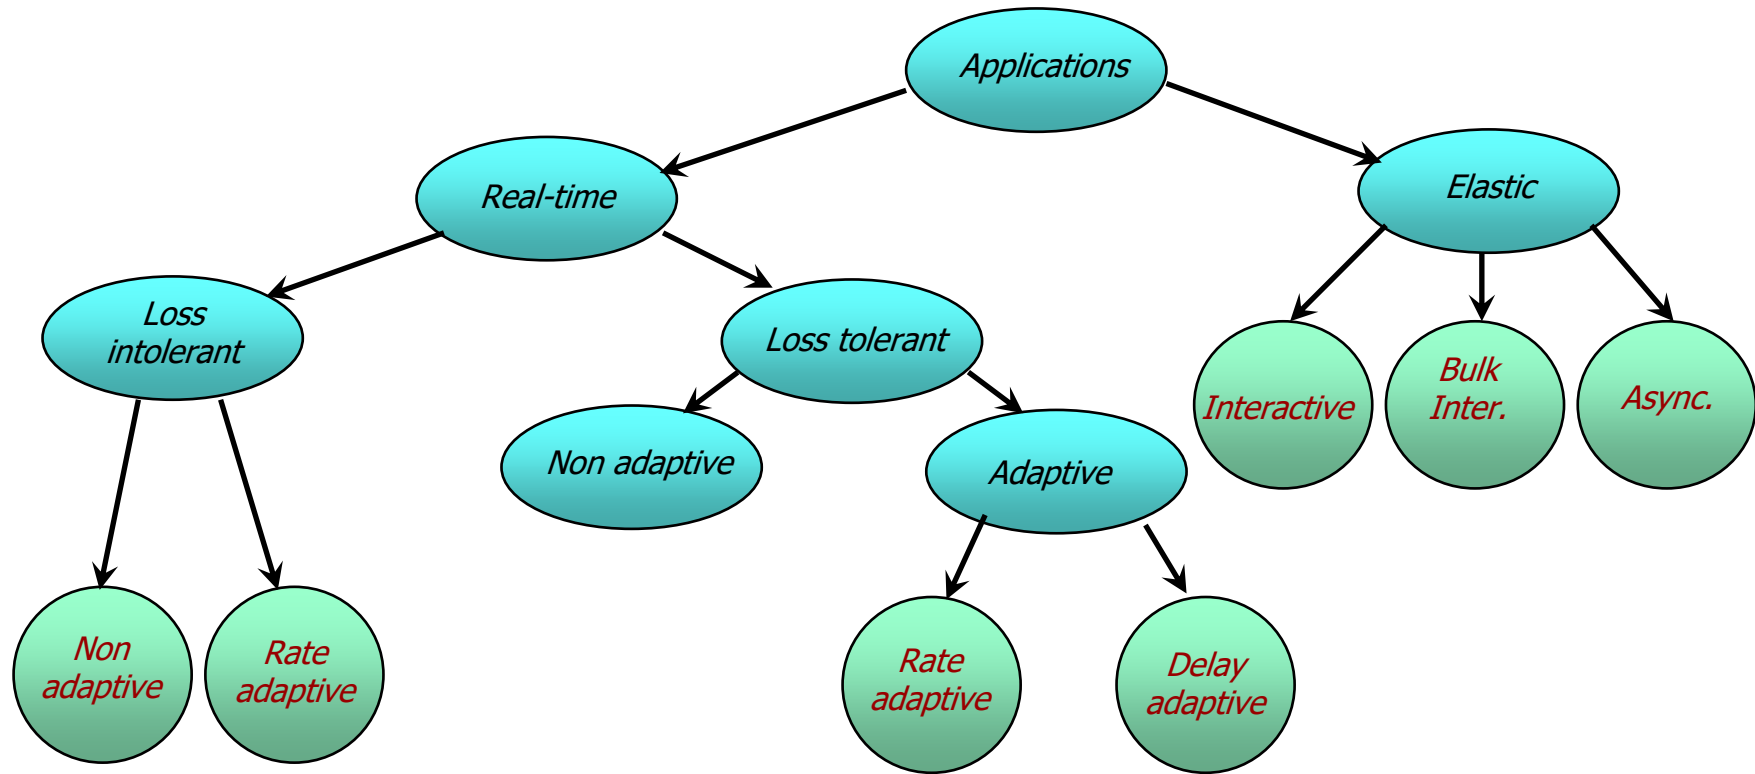 Applications
Real-time
Elastic
Loss
intolerant
Loss tolerant
Interactive
Bulk
Inter.
Async.
Non adaptive
Adaptive
Non
adaptive
Rate
adaptive
Rate
adaptive
Delay
adaptive